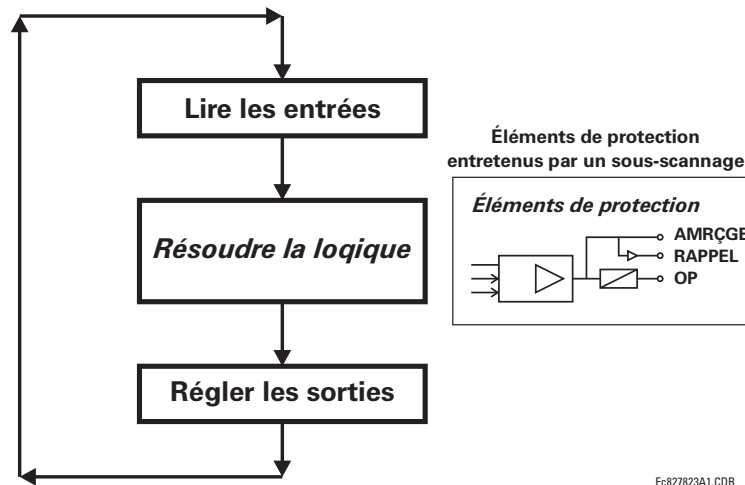 Lire les entrées
Résoudre la loqique
Régler les sorties
Éléments de protection
entretenus par un sous-scannage
Éléments de protection
AMRÇGE
RAPPEL
OP
Fc827823A1.CDR